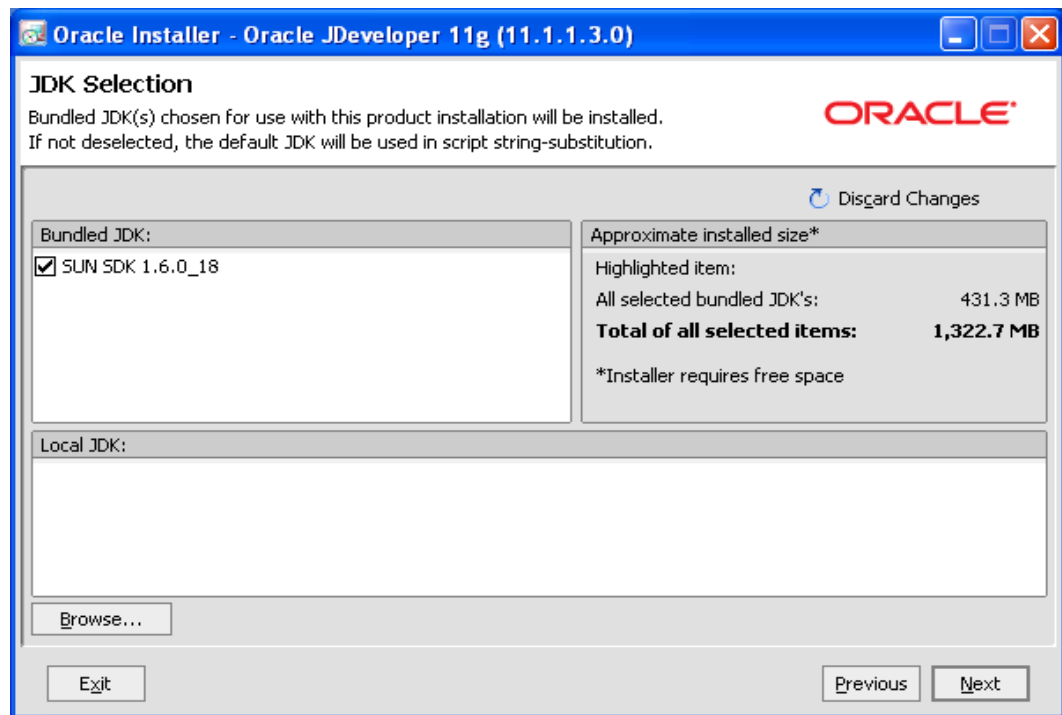 Oracle Installer - Oracle JDeveloper 11g (11.1.1.3.0)
JDK Selection
Bundled JDK(s) chosen for use with this product installation will be installed.
If not deselected, the default JDK will be used in script string-substitution.
ORACLE
Discard Changes
Bundled JDK:
SUN SDK 1.6.0_18
Approximate installed size*
Highlighted item:
All selected bundled JDK's: 431.3 MB
Total of all selected items: 1,322.7 MB
*Installer requires free space
Local JDK:
Browse...
Exit
Previous
Next